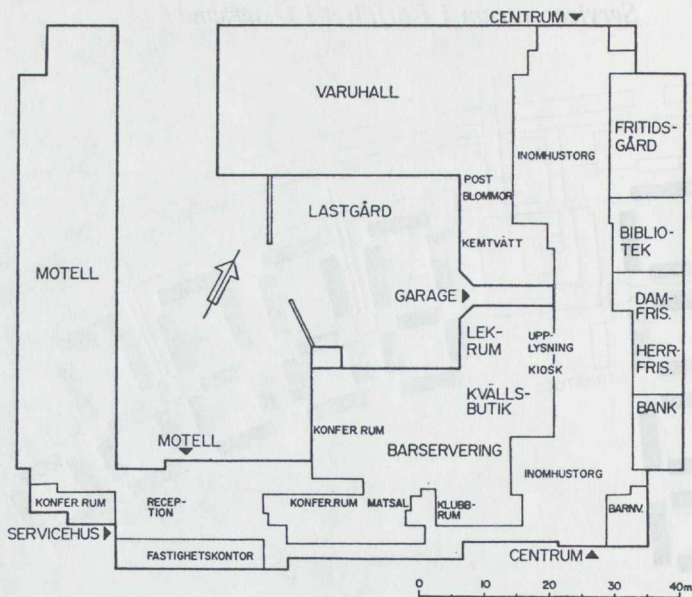 CENTRUM
VARUHALL
FRITIDS-
GÅRD
INOMHUSTORG
POST
BLOMMOR
LASTGÅRD
BIBLIO-
TEK
KEMTVÄTT
MOTELL
GARAGE
DAM-
FRIS.
LEK-
RUM
UPP-
LYSNING
KIOSK
HERR-
FRIS.
KVÄLLS-
BUTIK
BANK
KONFER. RUM
MOTELL
BARSERVERING
INOMHUSTORG
KONFER. RUM
RECEP-
TION
KONFER.RUM
MATSAL
KLUBB-
RUM
BARNV.
SERVICEHUS
FASTIGHETSKONTOR
CENTRUM
0 10 20 30 40m